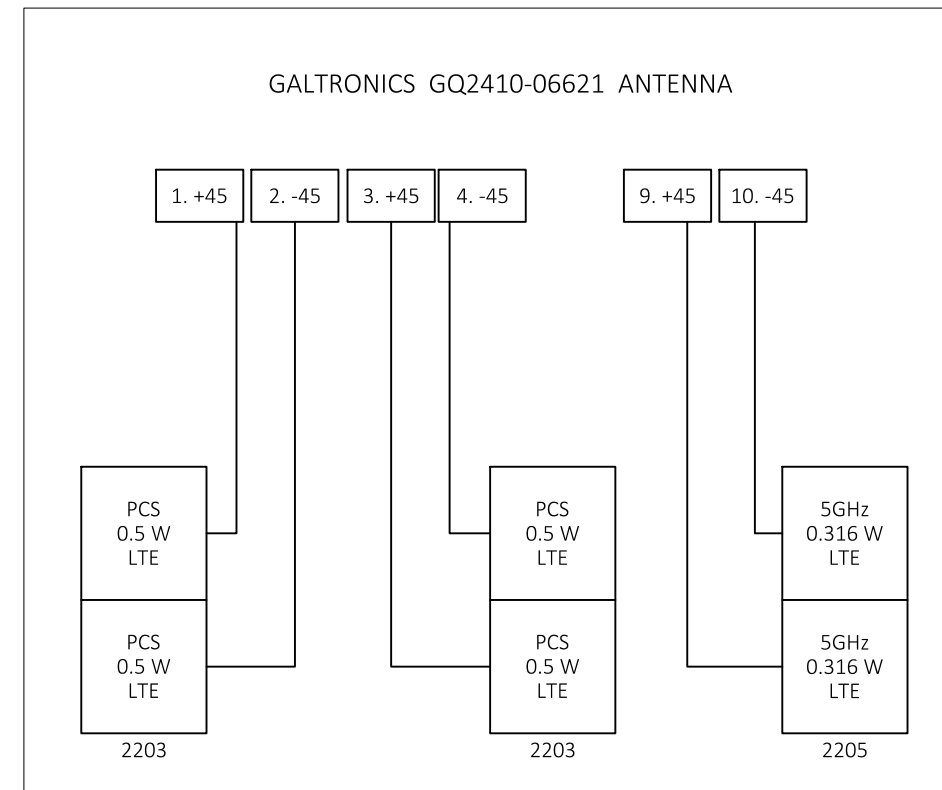 GALTRONICS GQ2410-06621 ANTENNA
1. +45
2. -45
3. +45
4. -45
9. +45
10. -45
PCS
0.5 W
LTE
PCS
0.5 W
LTE
2203
PCS
0.5 W
LTE
PCS
0.5 W
LTE
2203
5GHz
0.316 W
LTE
5GHz
0.316 W
LTE
2205